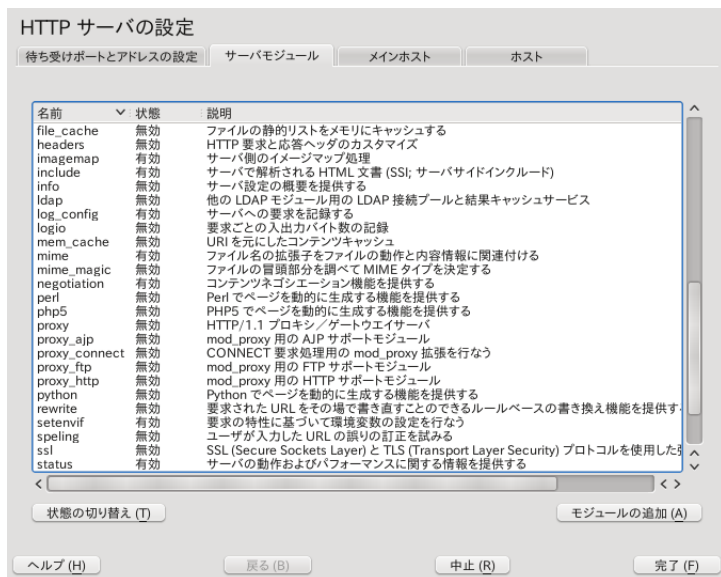 HTTP サーバの設定
待ち受けポートとアドレスの設定 サーバモジュール メインホスト ホスト
名前 状態 説明
file_cache 無効 ファイルの静的リストをメモリにキャッシュする
headers 無効 HTTP 要求と応答ヘッダのカスタマイズ
imagemap 有効 サーバ側のイメージマップ処理
include 有効 サーバで解析される HTML 文書 (SSI; サーバサイドインクルード)
info 無効 サーバ設定の概要を提供する
ldap 無効 他の LDAP モジュール用の LDAP 接続プールと結果キャッシュサービス
log_config 有効 サーバへの要求を記録する
logio 無効 要求ごとの入出力バイト数の記録
mem_cache 無効 URI を元にしたコンテンツキャッシュ
mime 有効 ファイル名の拡張子をファイルの動作と内容情報に関連付ける
mime_magic 無効 ファイルの冒頭部分を調べて MIME タイプを決定する
negotiation 有効 コンテンツネゴシエーション機能を提供する
perl 無効 Perl でページを動的に生成する機能を提供する
php5 無効 PHP5 でページを動的に生成する機能を提供する
proxy 無効 HTTP/1.1 プロキシ／ゲートウエイサーバ
proxy_ajp 無効 mod_proxy 用の AJP サポートモジュール
proxy_connect 無効 CONNECT 要求処理用の mod_proxy 拡張を行なう
proxy_ftp 無効 mod_proxy 用の FTP サポートモジュール
proxy_http 無効 mod_proxy 用の HTTP サポートモジュール
python 無効 Python でページを動的に生成する機能を提供する
rewrite 無効 要求された URL をその場で書き直すことのできるルールベースの書き換え機能を提供す
setenvif 有効 要求の特性に基づいて環境変数の設定を行なう
speling 無効 ユーザが入力した URL の誤りの訂正を試みる
ssl 有効 SSL (Secure Sockets Layer) と TLS (Transport Layer Security) プロトコルを使用した
status 有効 サーバの動作およびパフォーマンスに関する情報を提供する
状態の切り替え (T) モジュールの追加 (A)
ヘルプ (H) 戻る (B) 中止 (R) 完了 (F)